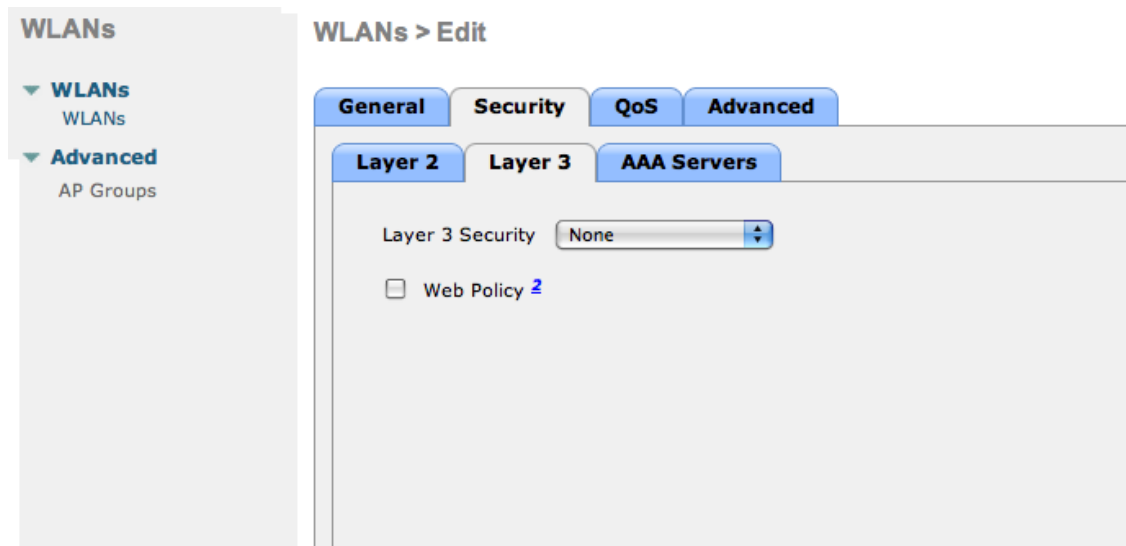 WLANs
WLANs
WLANs
Advanced
AP Groups
WLANs > Edit
General Security QoS Advanced
Layer 2 Layer 3 AAA Servers
Layer 3 Security None
Web Policy 2